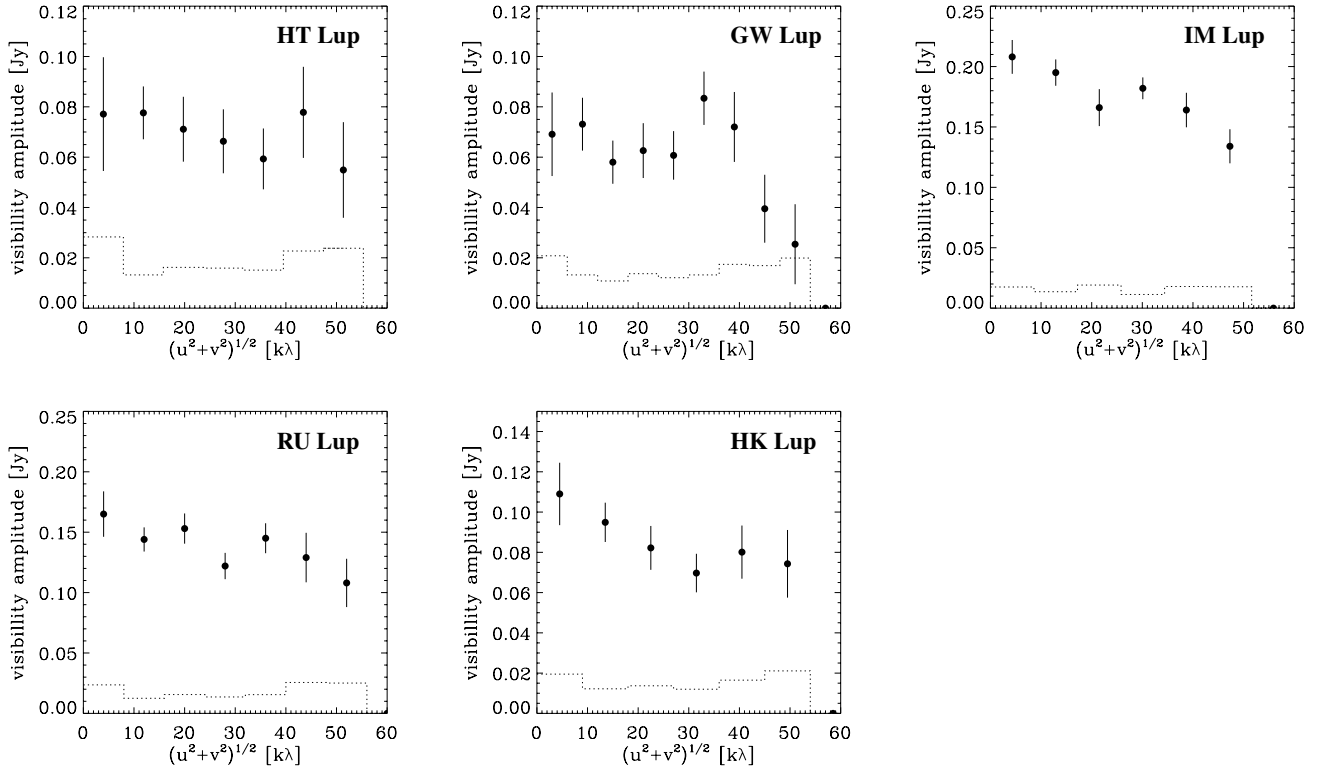 HT Lup
visibillity amplitude [Jy]
0.12
0.10
0.08
0.06
0.04
0.02
0.00
0 10 20 30 40 50 60
(u²+v²)^1/2 [kλ]
GW Lup
visibillity amplitude [Jy]
0.12
0.10
0.08
0.06
0.04
0.02
0.00
0 10 20 30 40 50 60
(u²+v²)^1/2 [kλ]
IM Lup
visibillity amplitude [Jy]
0.25
0.20
0.15
0.10
0.05
0.00
0 10 20 30 40 50 60
(u²+v²)^1/2 [kλ]
RU Lup
visibillity amplitude [Jy]
0.25
0.20
0.15
0.10
0.05
0.00
0 10 20 30 40 50 60
(u²+v²)^1/2 [kλ]
HK Lup
visibillity amplitude [Jy]
0.14
0.12
0.10
0.08
0.06
0.04
0.02
0.00
0 10 20 30 40 50 60
(u²+v²)^1/2 [kλ]